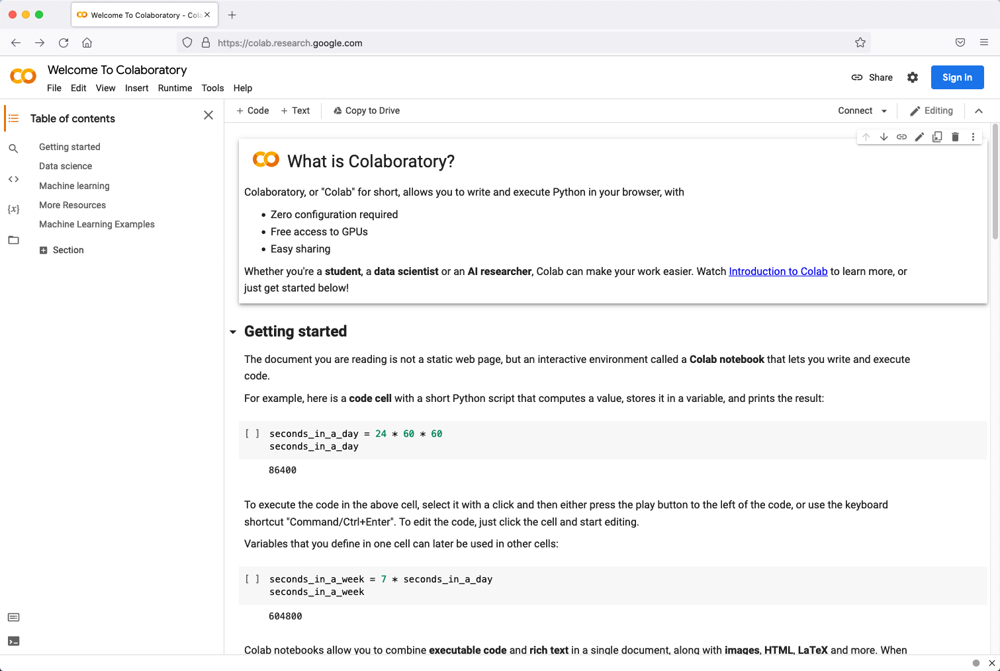 Welcome To Colaboratory - Cola
https://colab.research.google.com
Welcome To Colaboratory
File Edit View Insert Runtime Tools Help
Share
Sign in
Table of contents
Getting started
Data science
Machine learning
More Resources
Machine Learning Examples
Section
+ Code + Text Copy to Drive
Connect
Editing
What is Colaboratory?
Colaboratory, or "Colab" for short, allows you to write and execute Python in your browser, with
• Zero configuration required
• Free access to GPUs
• Easy sharing
Whether you're a student, a data scientist or an AI researcher, Colab can make your work easier. Watch Introduction to Colab to learn more, or
just get started below!
Getting started
The document you are reading is not a static web page, but an interactive environment called a Colab notebook that lets you write and execute
code.
For example, here is a code cell with a short Python script that computes a value, stores it in a variable, and prints the result:
[ ] seconds_in_a_day = 24 * 60 * 60
seconds_in_a_day
86400
To execute the code in the above cell, select it with a click and then either press the play button to the left of the code, or use the keyboard
shortcut "Command/Ctrl+Enter". To edit the code, just click the cell and start editing.
Variables that you define in one cell can later be used in other cells:
[ ] seconds_in_a_week = 7 * seconds_in_a_day
seconds_in_a_week
604800
Colab notebooks allow you to combine executable code and rich text in a single document, along with images, HTML, LaTeX and more. When